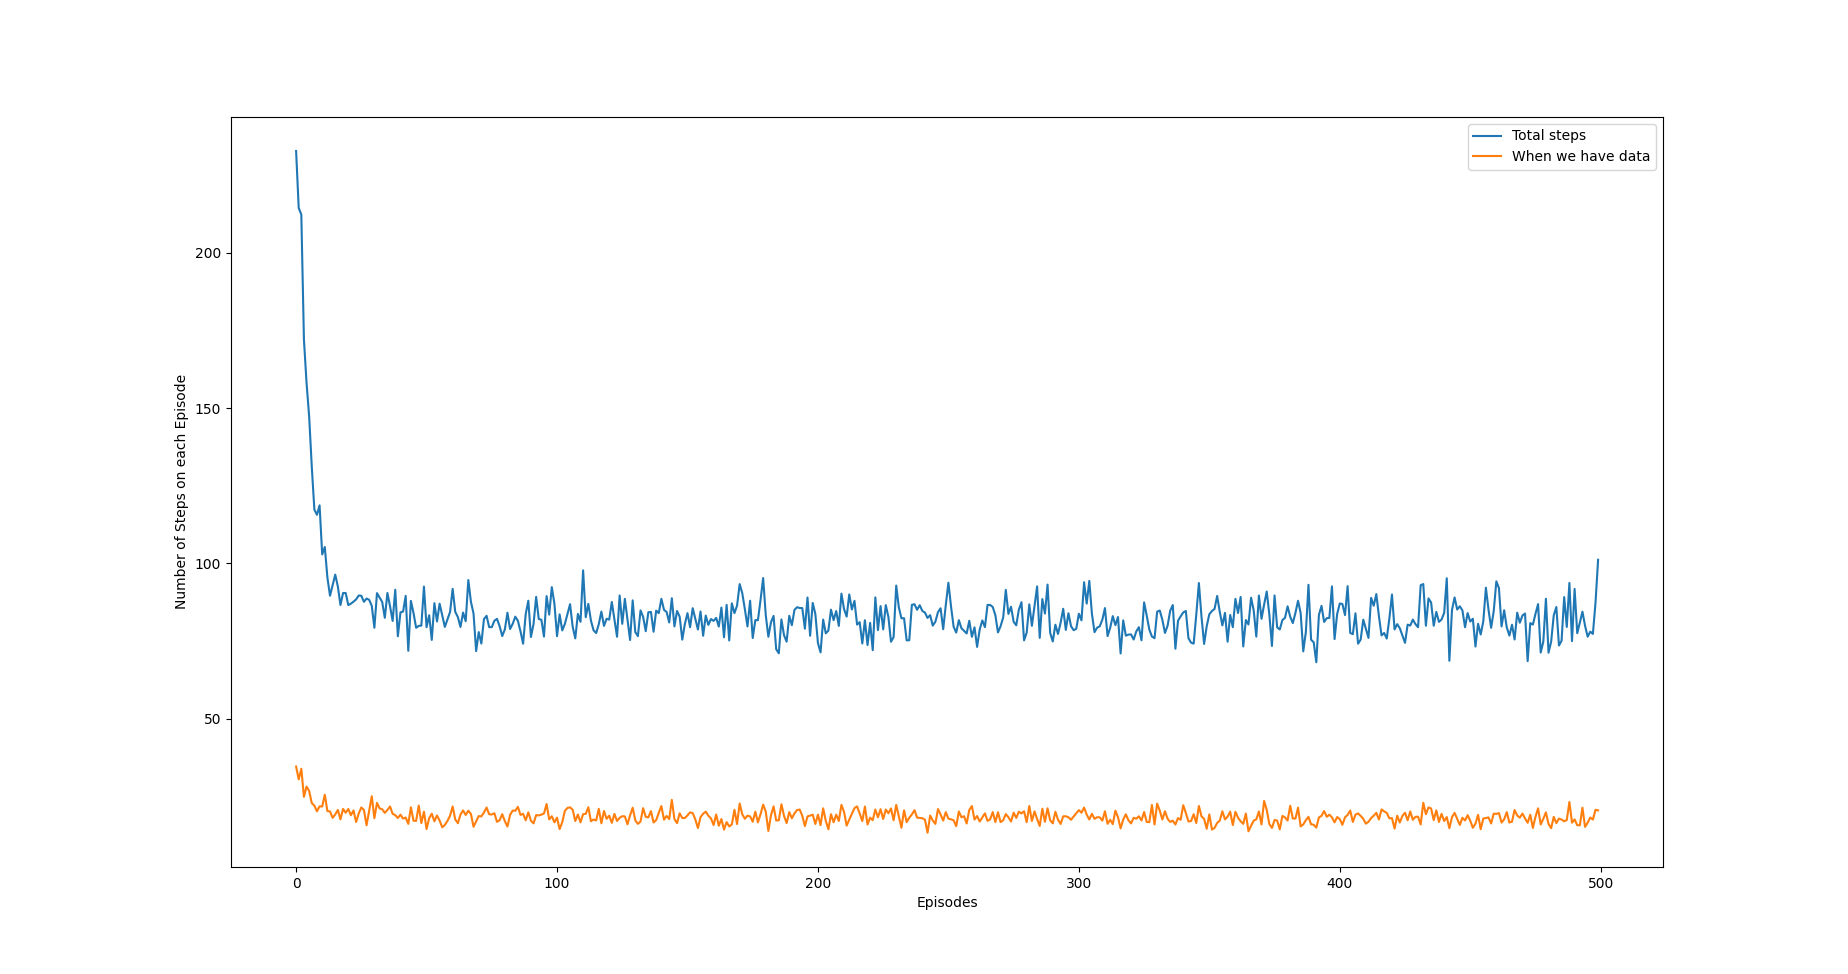 Total steps
When we have data
200
150
100
50
Number of Steps on each Episode
0 100 200 300 400 500
Episodes